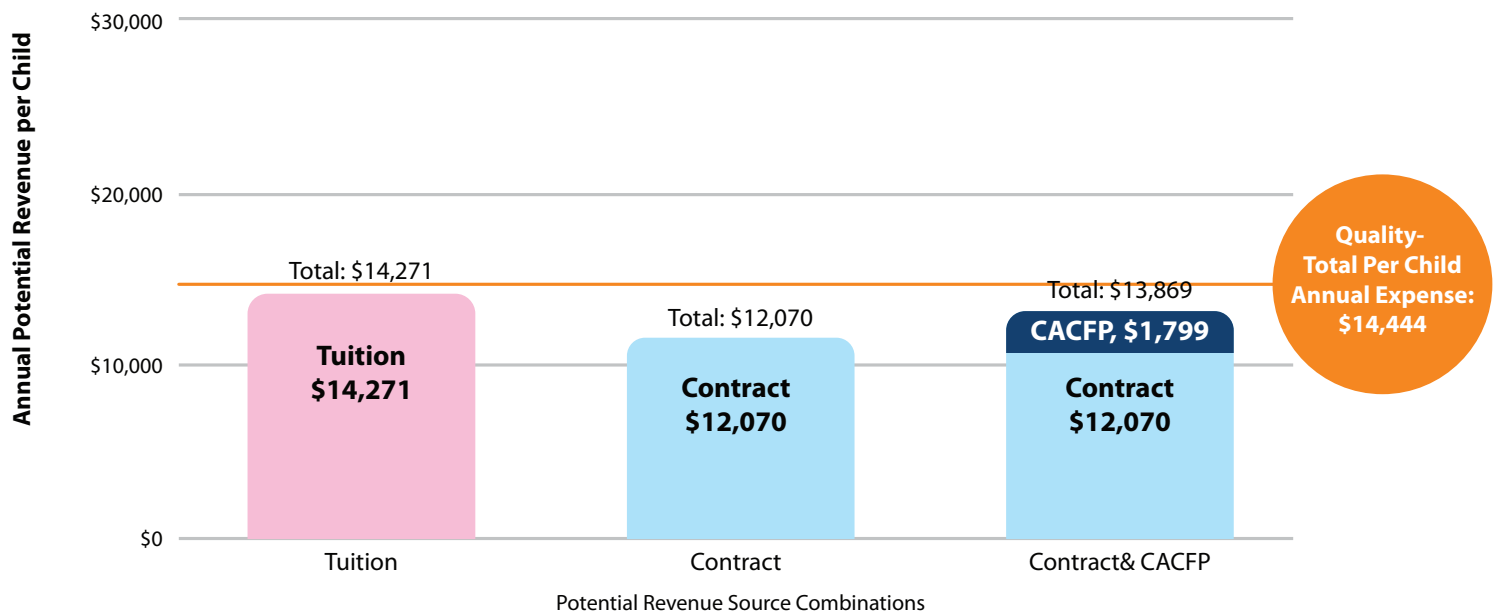 Annual Potential Revenue per Child
$30,000
$20,000
$10,000
$0
Total: $14,271
Tuition
$14,271
Total: $12,070
Contract
$12,070
Total: $13,869
CACFP, $1,799
Contract
$12,070
Quality-
Total Per Child
Annual Expense:
$14,444
Tuition
Contract
Contract& CACFP
Potential Revenue Source Combinations